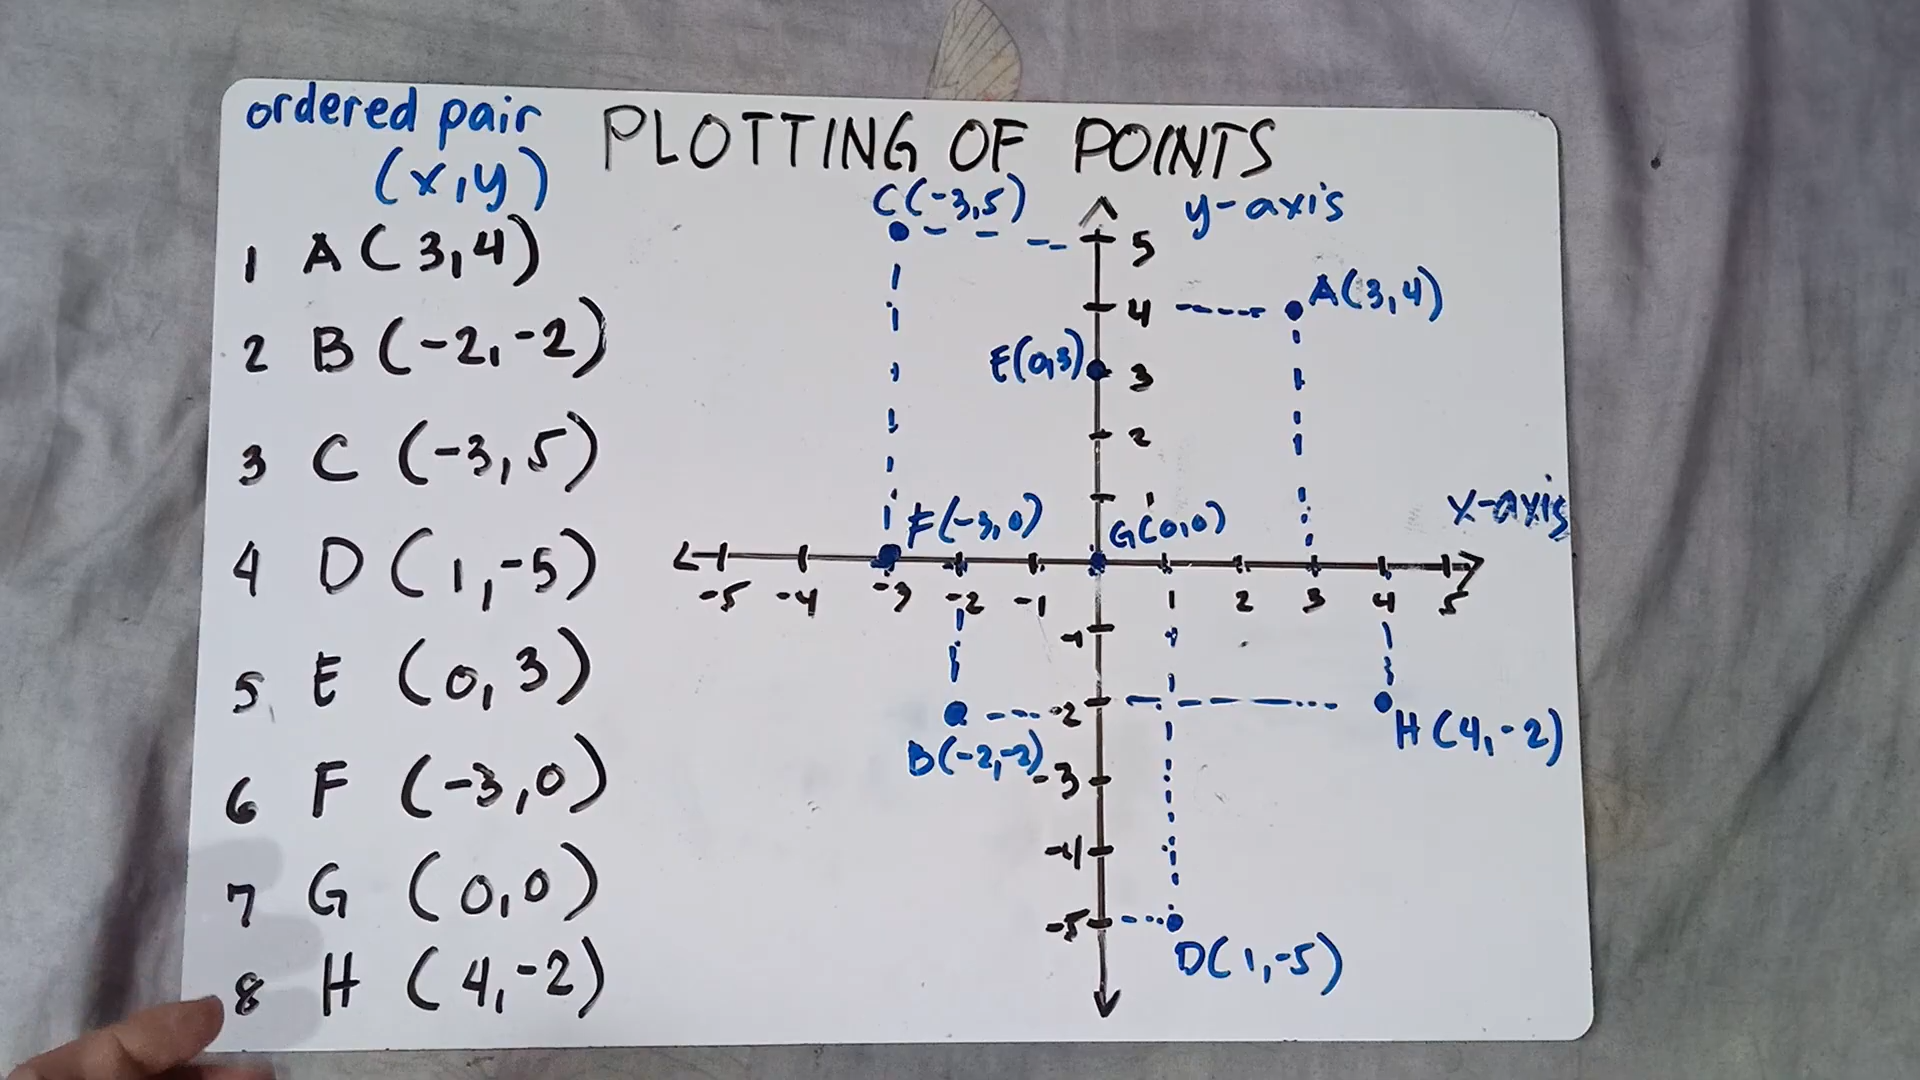 ordered pair
(x,y)
PLOTTING OF POINTS
1 A (3,4)
2 B (-2,-2)
3 C (-3,5)
4 D (1,-5)
5 E (0,3)
6 F (-3,0)
7 G (0,0)
8 H (4,-2)
C(-3,5)
y-axis
5
A(3,4)
4
E(0,3)
3
2
1
x-axis
F(-3,0)
G(0,0)
-5 -4 -3 -2 -1 1 2 3 4 5
-1
-2
H(4,-2)
B(-2,-2)
-3
-4
-5
D(1,-5)